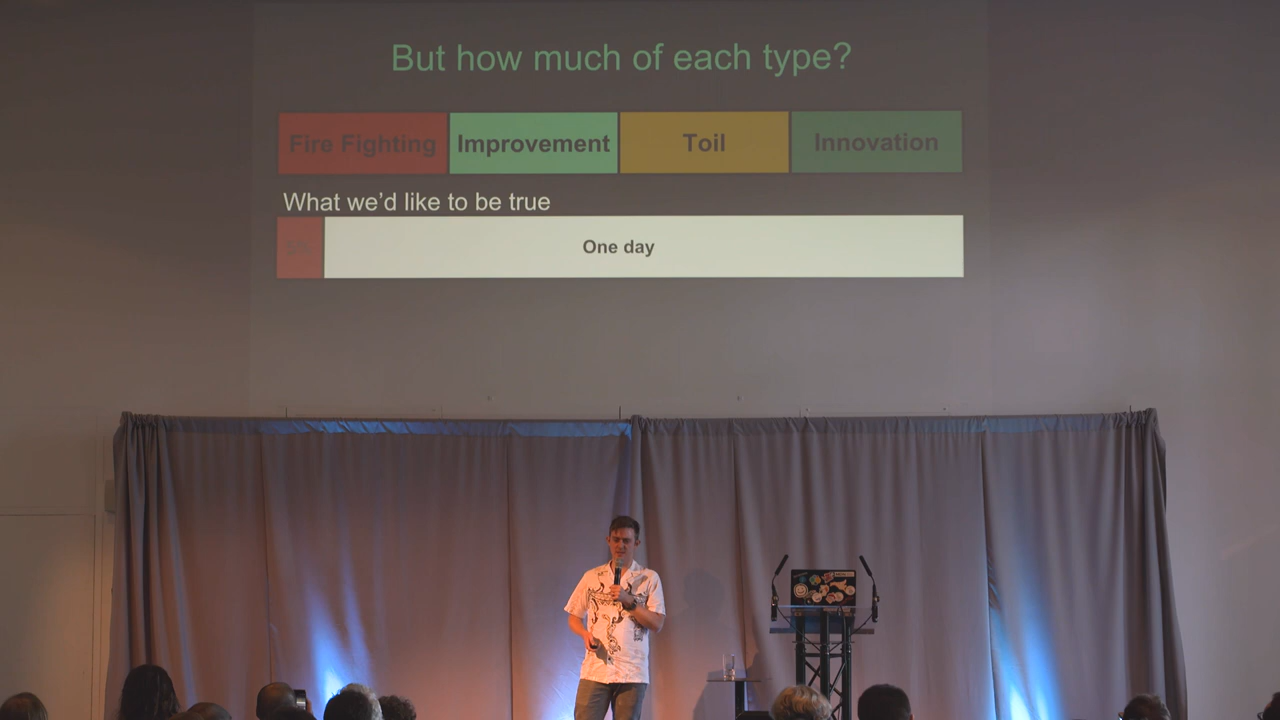 But how much of each type?
Fire Fighting Improvement Toil Innovation
What we'd like to be true
One day